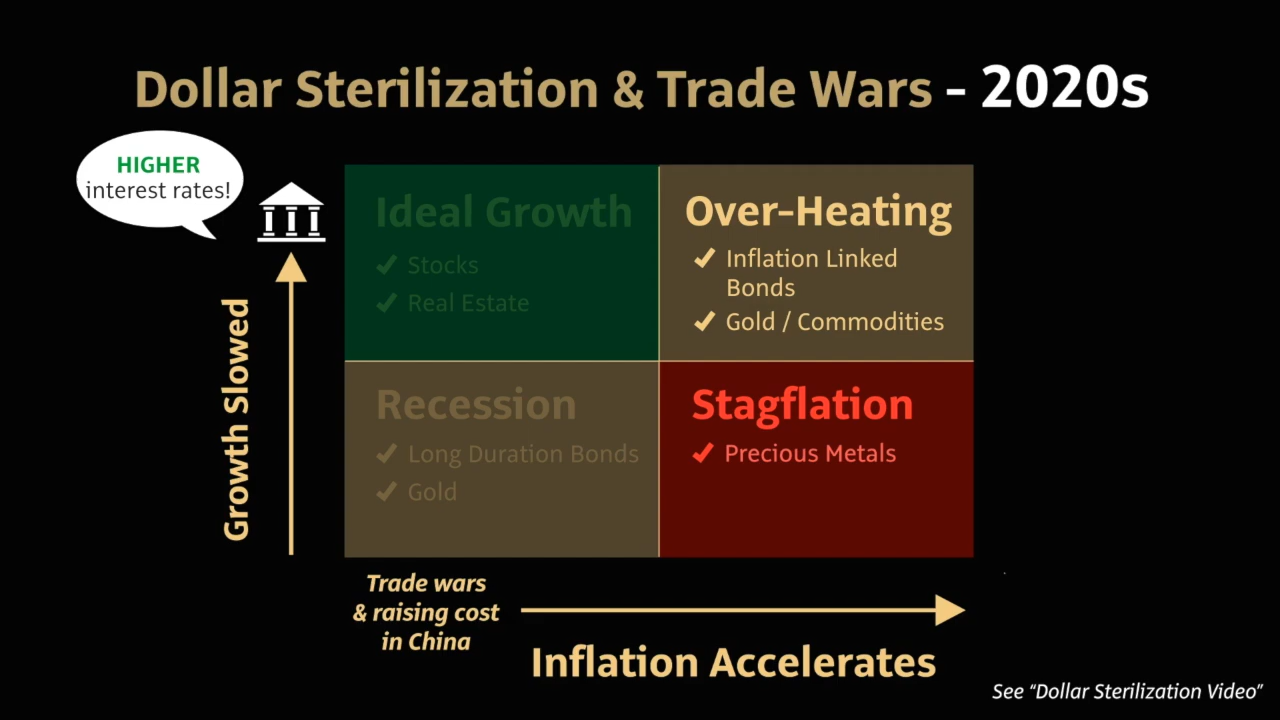 Dollar Sterilization & Trade Wars - 2020s
HIGHER
interest rates!
Growth Slowed
Ideal Growth
✔ Stocks
✔ Real Estate
Over-Heating
✔ Inflation Linked
Bonds
✔ Gold / Commodities
Recession
✔ Long Duration Bonds
✔ Gold
Stagflation
✔ Precious Metals
Trade wars
& raising cost
in China
Inflation Accelerates
See “Dollar Sterilization Video”